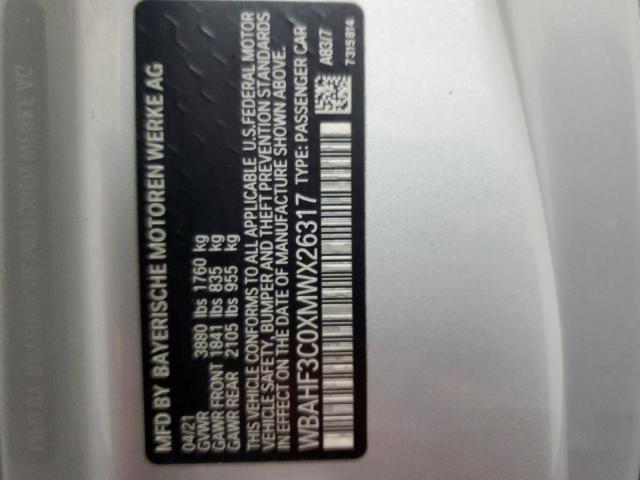 MFD BY BAYERISCHE MOTOREN WERKE AG
04/21
GVWR 3880 lbs 1760 kg
GAWR FRONT 1841 lbs 835 kg
GAWR REAR 2105 lbs 955 kg
THIS VEHICLE CONFORMS TO ALL APPLICABLE U.S.FEDERAL MOTOR
VEHICLE SAFETY, BUMPER AND THEFT PREVENTION STANDARDS
IN EFFECT ON THE DATE OF MANUFACTURE SHOWN ABOVE.
WBAHF3C0XMWX26317 TYPE: PASSENGER CAR
A83/7
7315814